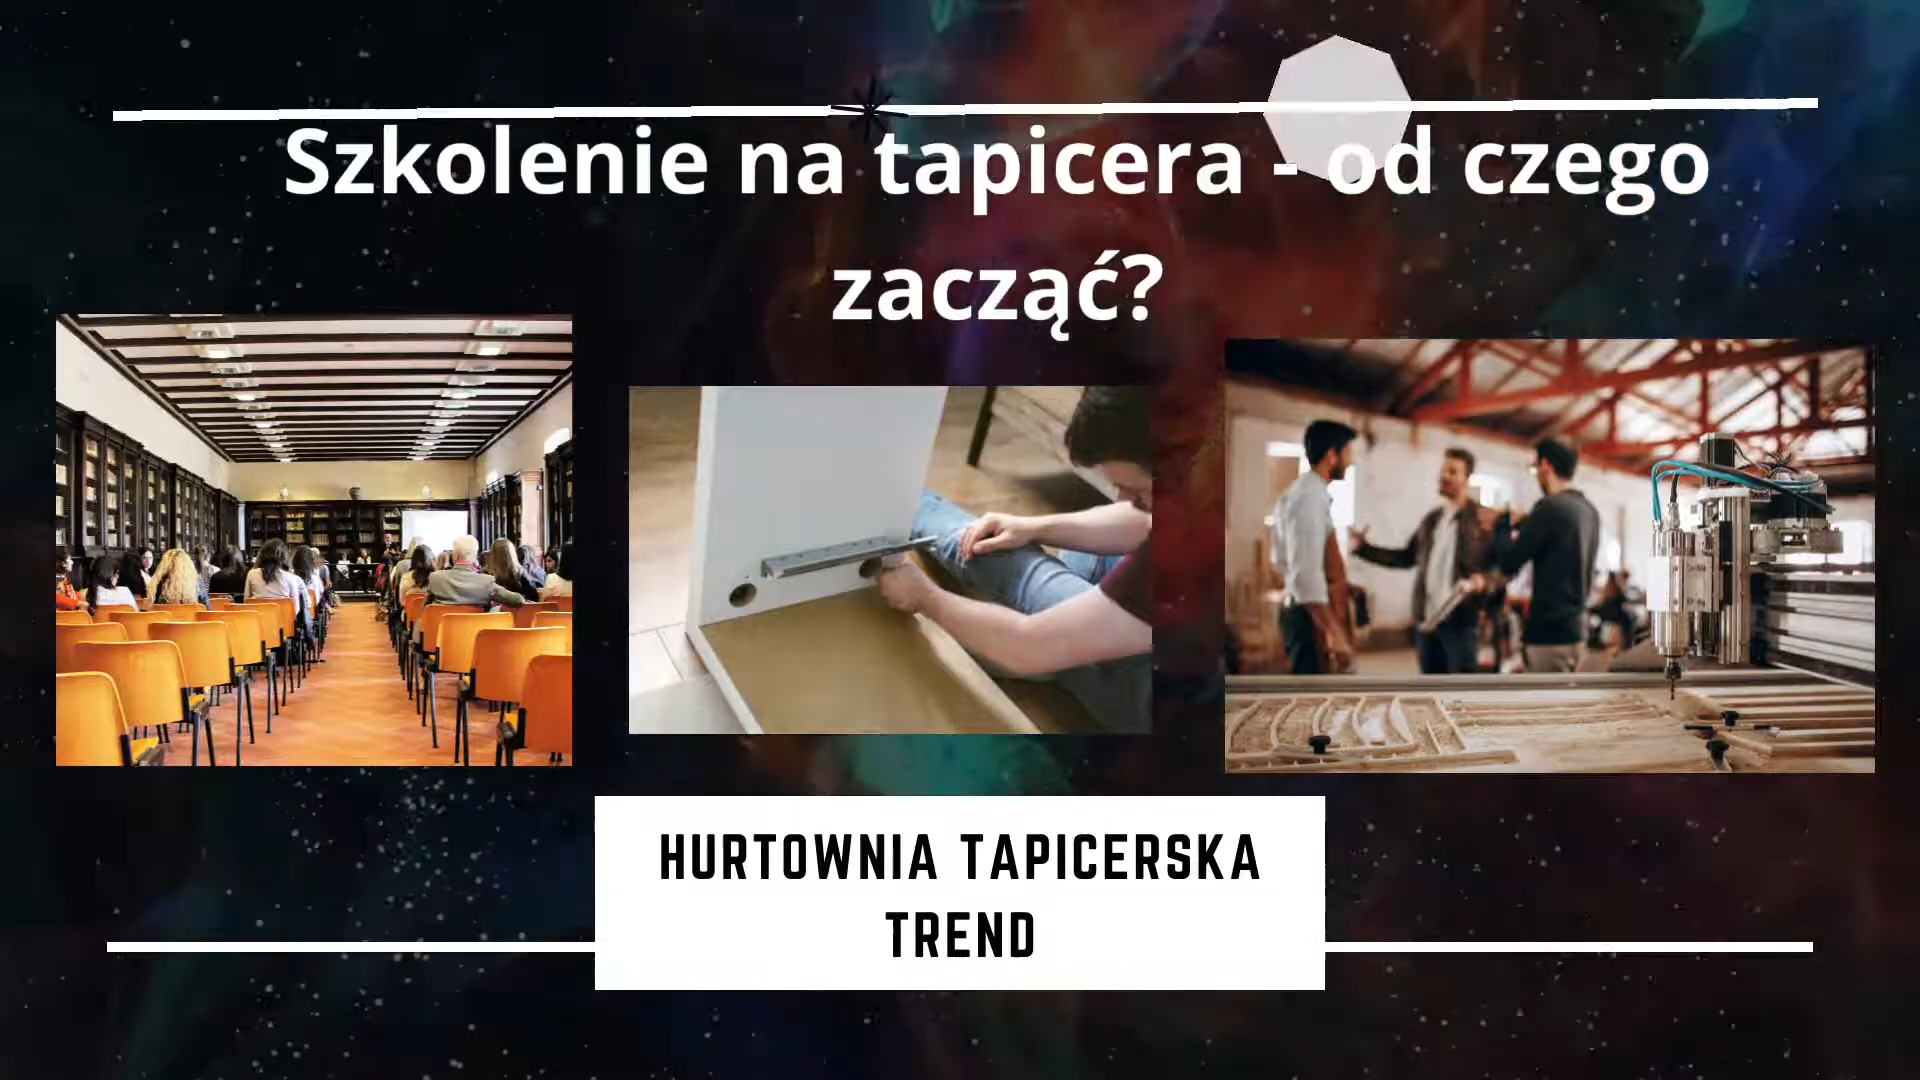 Szkolenie na tapicera - od czego
zacząć?
HURTOWNIA TAPICERSKA
TREND